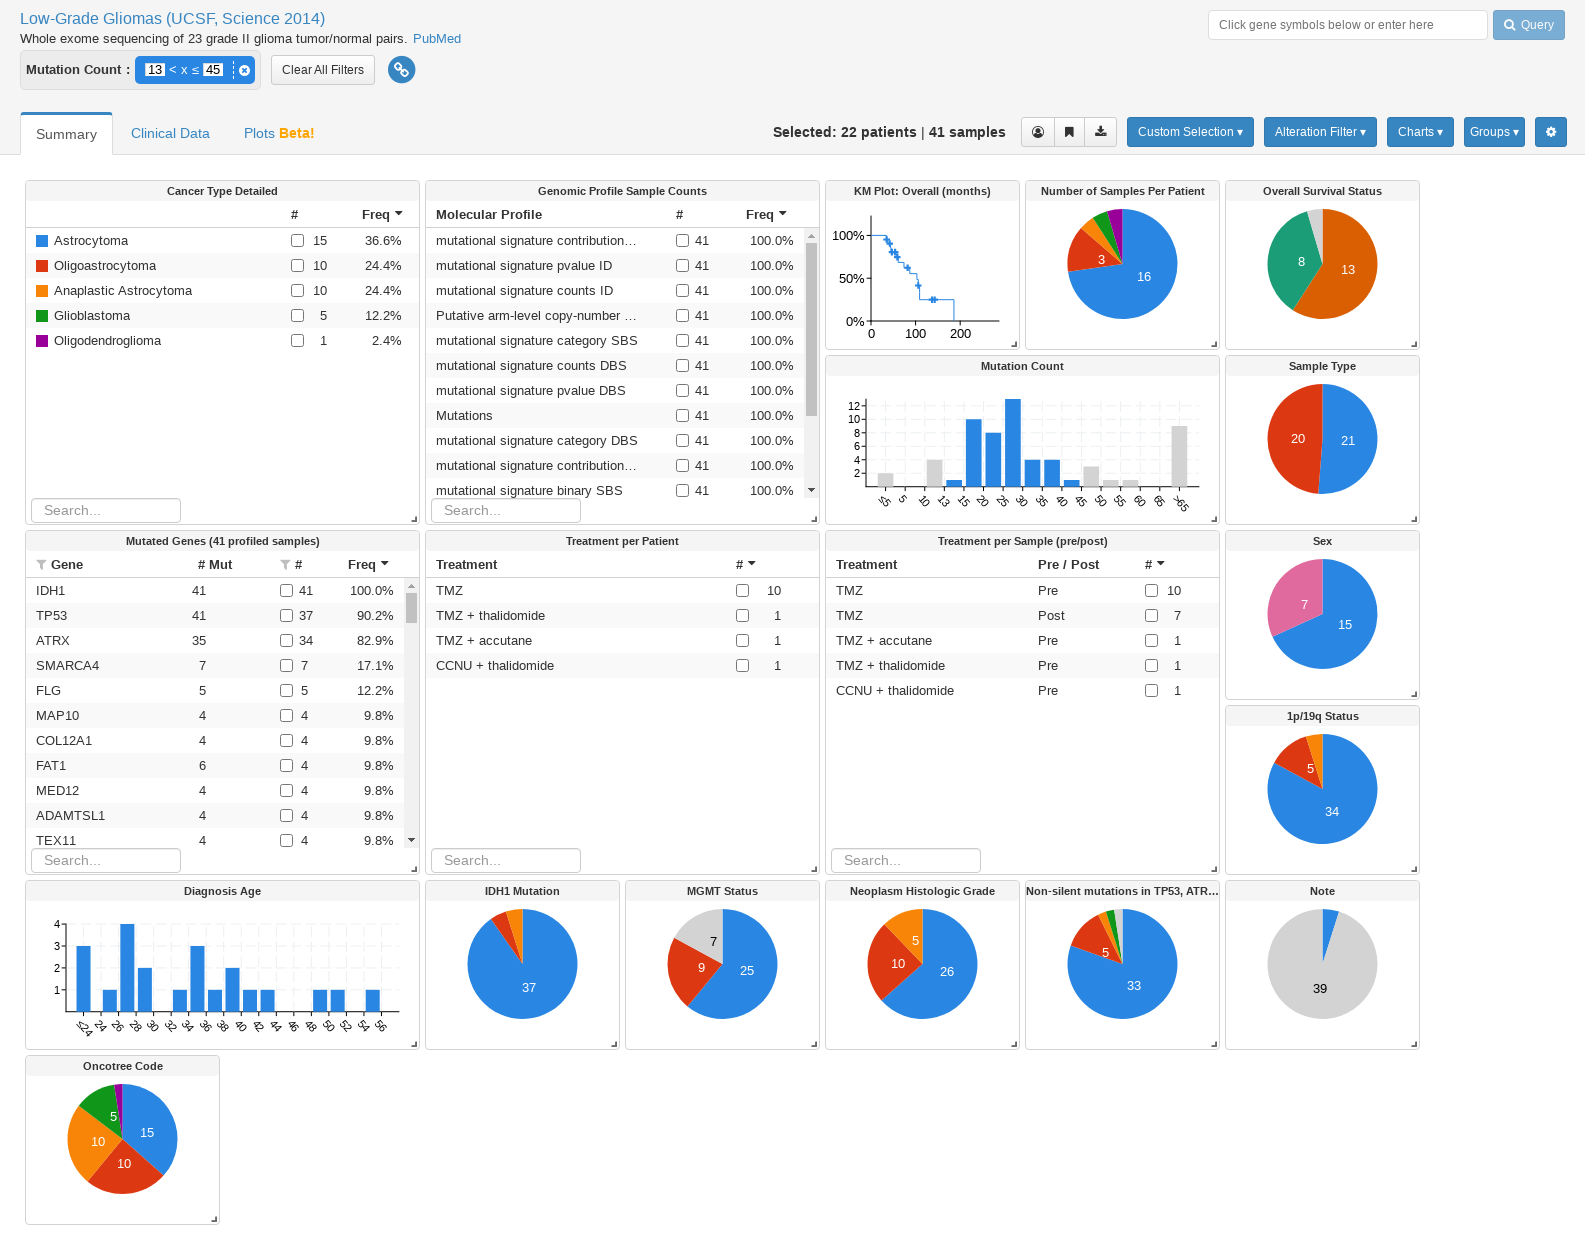 Low-Grade Gliomas (UCSF, Science 2014)
Click gene symbols below or enter here
Query
Whole exome sequencing of 23 grade II glioma tumor/normal pairs. PubMed
Mutation Count : 13 < x ≤ 45
Clear All Filters
Summary
Clinical Data
Plots Beta!
Selected: 22 patients | 41 samples
Custom Selection ▾
Alteration Filter ▾
Charts ▾
Groups ▾
Cancer Type Detailed
# Freq
Astrocytoma 15 36.6%
Oligoastrocytoma 10 24.4%
Anaplastic Astrocytoma 10 24.4%
Glioblastoma 5 12.2%
Oligodendroglioma 1 2.4%
Search...
Genomic Profile Sample Counts
Molecular Profile # Freq
mutational signature contribution… 41 100.0%
mutational signature pvalue ID 41 100.0%
mutational signature counts ID 41 100.0%
Putative arm-level copy-number … 41 100.0%
mutational signature category SBS 41 100.0%
mutational signature counts DBS 41 100.0%
mutational signature pvalue DBS 41 100.0%
Mutations 41 100.0%
mutational signature category DBS 41 100.0%
mutational signature contribution… 41 100.0%
mutational signature binary SBS 41 100.0%
Search...
KM Plot: Overall (months)
100%
50%
0%
0 100 200
Number of Samples Per Patient
3
16
Overall Survival Status
8
13
Mutation Count
12
10
8
6
4
2
≤5 5 10 13 15 20 25 30 35 40 45 50 55 60 65 >65
Sample Type
20
21
Mutated Genes (41 profiled samples)
Gene # Mut # Freq
IDH1 41 41 100.0%
TP53 41 37 90.2%
ATRX 35 34 82.9%
SMARCA4 7 7 17.1%
FLG 5 5 12.2%
MAP10 4 4 9.8%
COL12A1 4 4 9.8%
FAT1 6 4 9.8%
MED12 4 4 9.8%
ADAMTSL1 4 4 9.8%
TEX11 4 4 9.8%
Search...
Treatment per Patient
Treatment #
TMZ 10
TMZ + thalidomide 1
TMZ + accutane 1
CCNU + thalidomide 1
Search...
Treatment per Sample (pre/post)
Treatment Pre / Post #
TMZ Pre 10
TMZ Post 7
TMZ + accutane Pre 1
TMZ + thalidomide Pre 1
CCNU + thalidomide Pre 1
Search...
Sex
7
15
1p/19q Status
5
34
Diagnosis Age
4
3
2
1
≤24 24 26 28 30 32 34 36 38 40 42 44 46 48 50 52 54 56
IDH1 Mutation
37
MGMT Status
7
9
25
Neoplasm Histologic Grade
5
10
26
Non-silent mutations in TP53, ATR…
5
33
Note
39
Oncotree Code
5
15
10
10